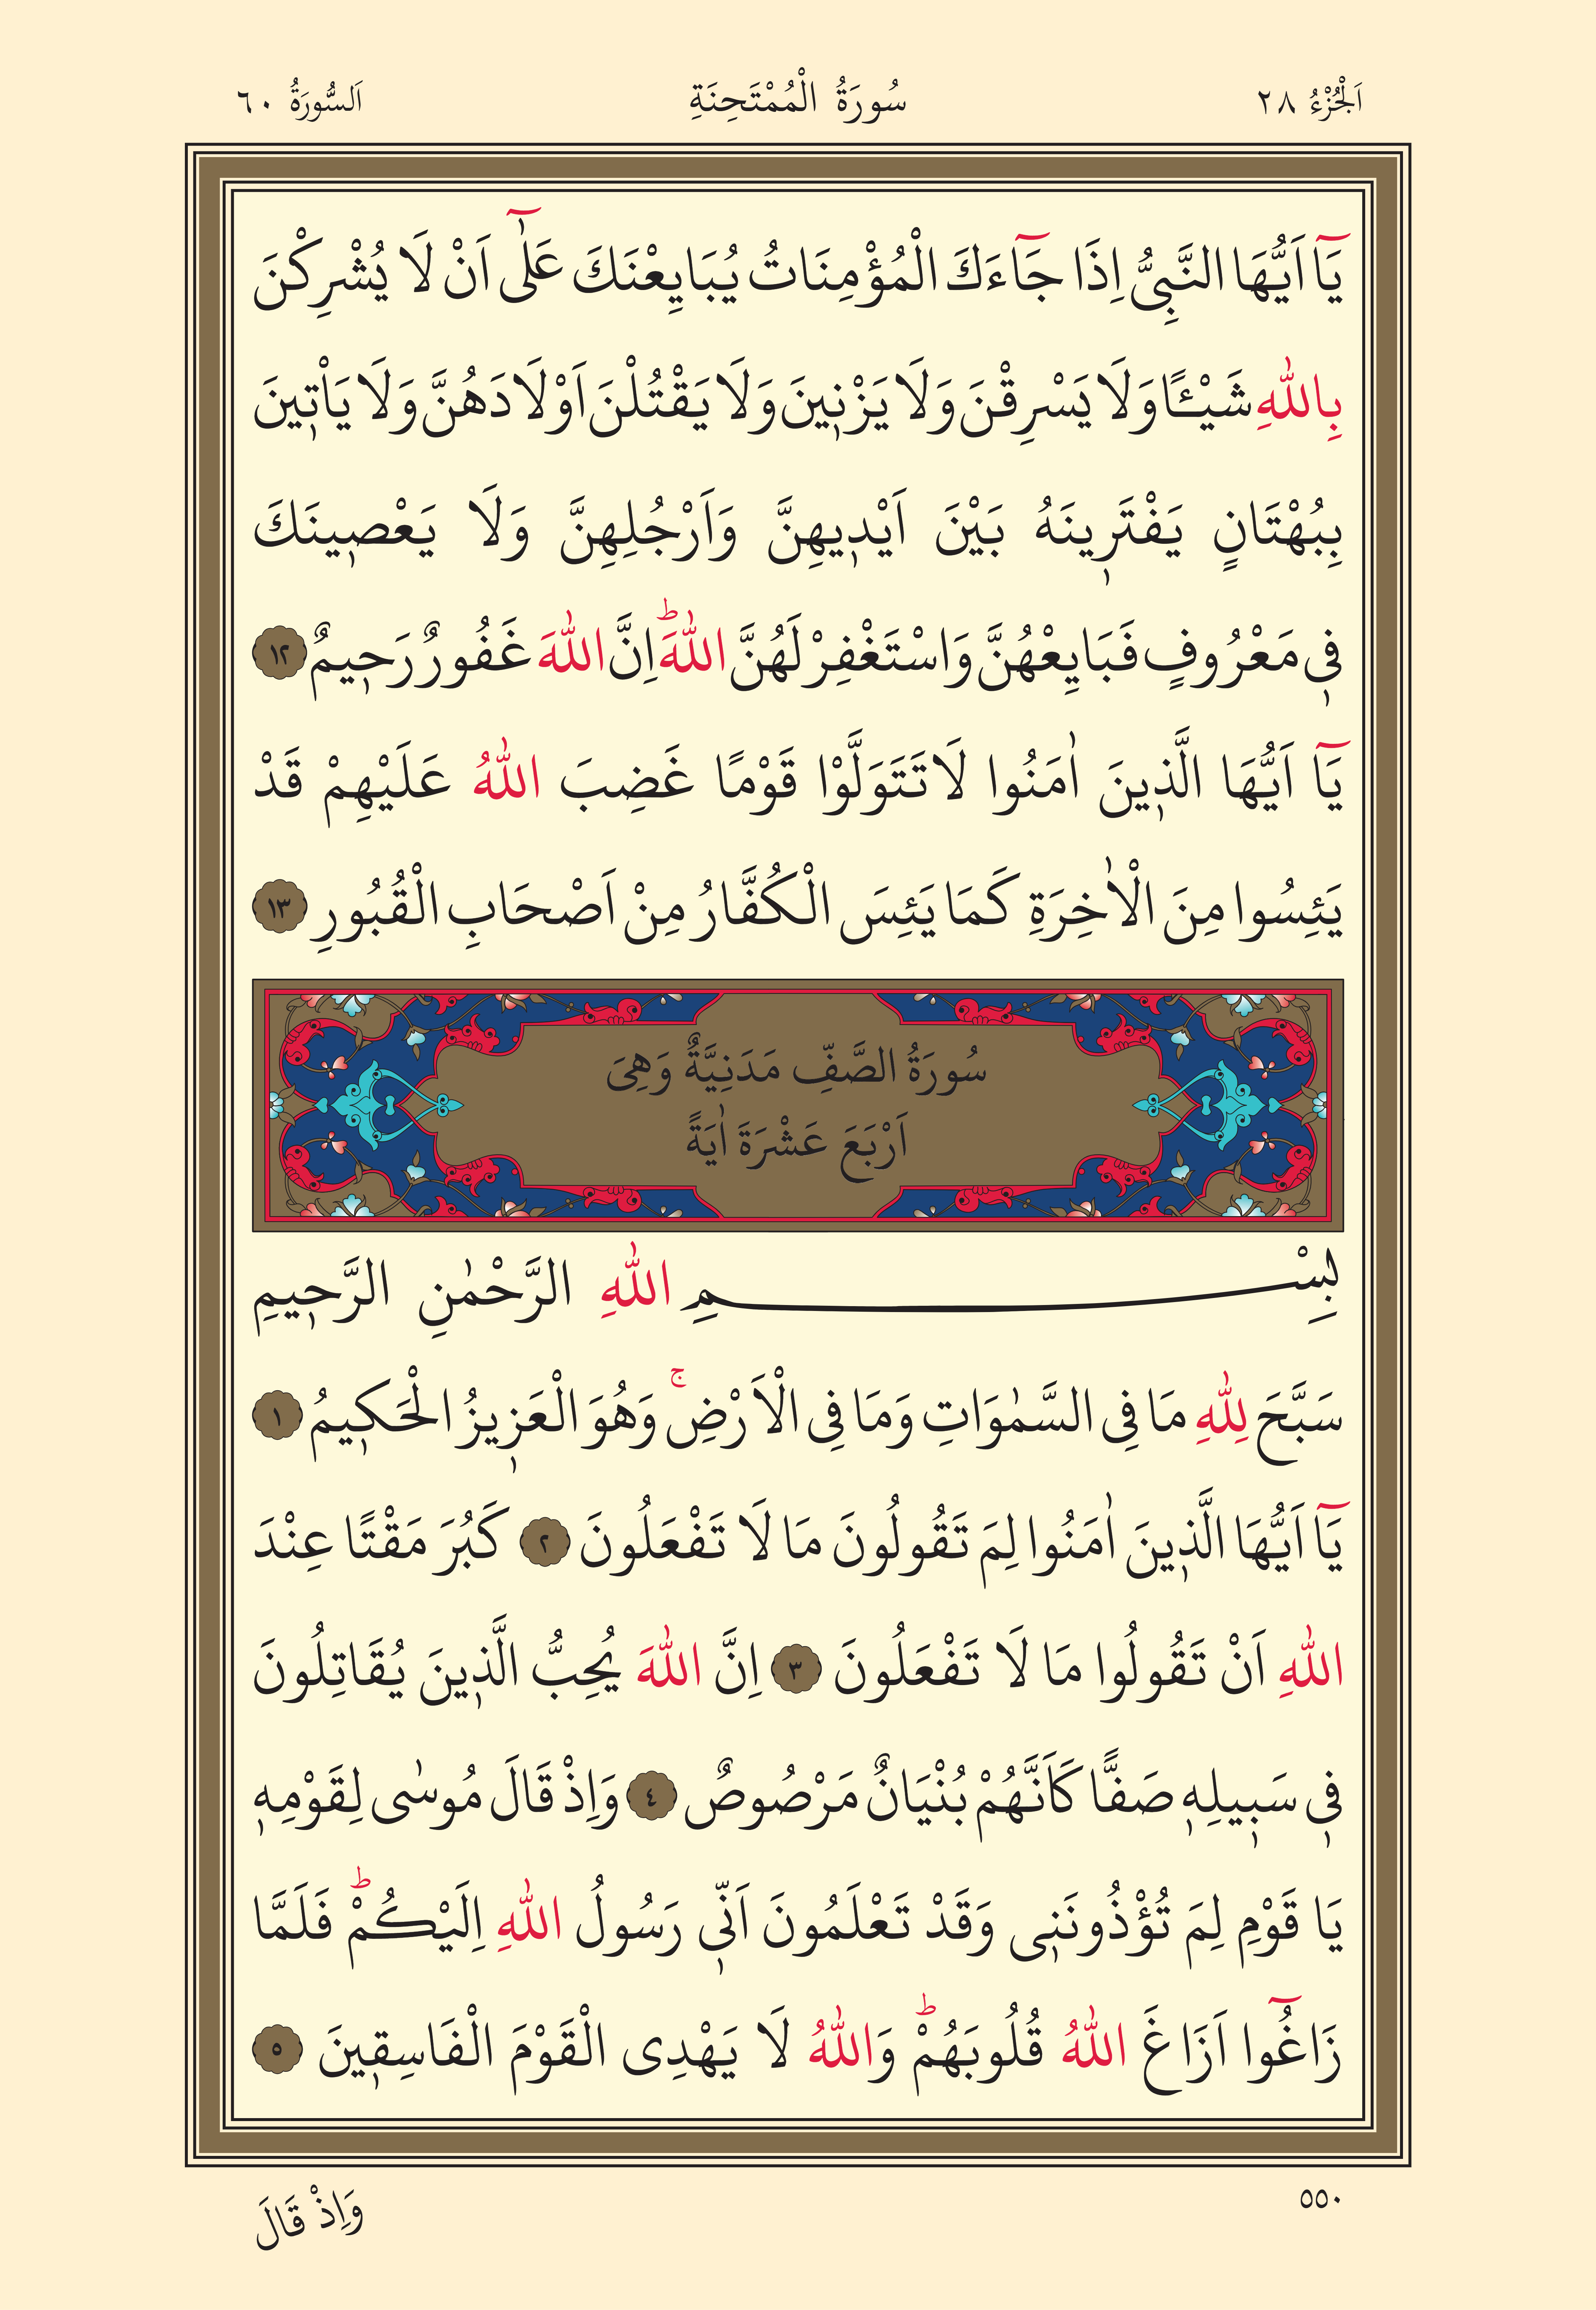 اَلْجُزْءُ ٢٨ سُورَةُ الْمُمْتَحِنَةِ اَلسُّورَةُ ٦٠
يَٓا اَيُّهَا النَّبِيُّ اِذَا جَٓاءَكَ الْمُؤْمِنَاتُ يُبَايِعْنَكَ عَلٰٓى اَنْ لَا يُشْرِكْنَ
بِاللّٰهِ شَيْـًٔا وَلَا يَسْرِقْنَ وَلَا يَزْن۪ينَ وَلَا يَقْتُلْنَ اَوْلَادَهُنَّ وَلَا يَأْت۪ينَ
بِبُهْتَانٍ يَفْتَر۪ينَهُ بَيْنَ اَيْد۪يهِنَّ وَاَرْجُلِهِنَّ وَلَا يَعْص۪ينَكَ
ف۪ي مَعْرُوفٍ فَبَايِعْهُنَّ وَاسْتَغْفِرْ لَهُنَّ اللّٰهَۜ اِنَّ اللّٰهَ غَفُورٌ رَح۪يمٌ ١٢
يَٓا اَيُّهَا الَّذ۪ينَ اٰمَنُوا لَا تَتَوَلَّوْا قَوْمًا غَضِبَ اللّٰهُ عَلَيْهِمْ قَدْ
يَئِسُوا مِنَ الْاٰخِرَةِ كَمَا يَئِسَ الْكُفَّارُ مِنْ اَصْحَابِ الْقُبُورِ ١٣
سُورَةُ الصَّفِّ مَدَنِيَّةٌ وَهِىَ
اَرْبَعَ عَشْرَةَ اٰيَةً
بِسْمِ اللّٰهِ الرَّحْمٰنِ الرَّح۪يمِ
سَبَّحَ لِلّٰهِ مَا فِى السَّمٰوَاتِ وَمَا فِى الْاَرْضِۚ وَهُوَ الْعَز۪يزُ الْحَك۪يمُ ١
يَٓا اَيُّهَا الَّذ۪ينَ اٰمَنُوا لِمَ تَقُولُونَ مَا لَا تَفْعَلُونَ ٢ كَبُرَ مَقْتًا عِنْدَ
اللّٰهِ اَنْ تَقُولُوا مَا لَا تَفْعَلُونَ ٣ اِنَّ اللّٰهَ يُحِبُّ الَّذ۪ينَ يُقَاتِلُونَ
ف۪ي سَب۪يلِه۪ صَفًّا كَاَنَّهُمْ بُنْيَانٌ مَرْصُوصٌ ٤ وَاِذْ قَالَ مُوسٰى لِقَوْمِه۪
يَا قَوْمِ لِمَ تُؤْذُونَن۪ى وَقَدْ تَعْلَمُونَ اَنّ۪ي رَسُولُ اللّٰهِ اِلَيْكُمْۜ فَلَمَّا
زَاغُٓوا اَزَاغَ اللّٰهُ قُلُوبَهُمْۜ وَاللّٰهُ لَا يَهْدِى الْقَوْمَ الْفَاسِق۪ينَ ٥
٥٥٠ وَاِذْ قَالَ